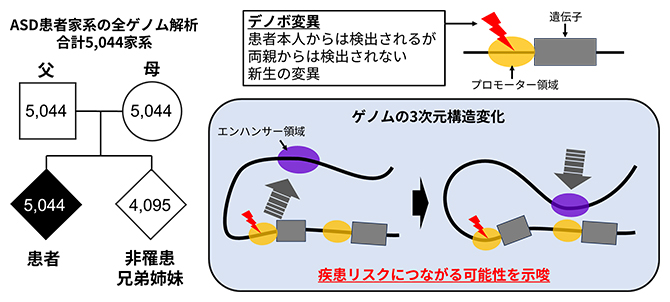 ASD患者家系の全ゲノム解析
合計5,044家系
父
母
5,044
5,044
5,044
4,095
患者
非罹患
兄弟姉妹
デノボ変異
患者本人からは検出されるが
両親からは検出されない
新生の変異
遺伝子
プロモーター領域
ゲノムの3次元構造変化
エンハンサー領域
疾患リスクにつながる可能性を示唆